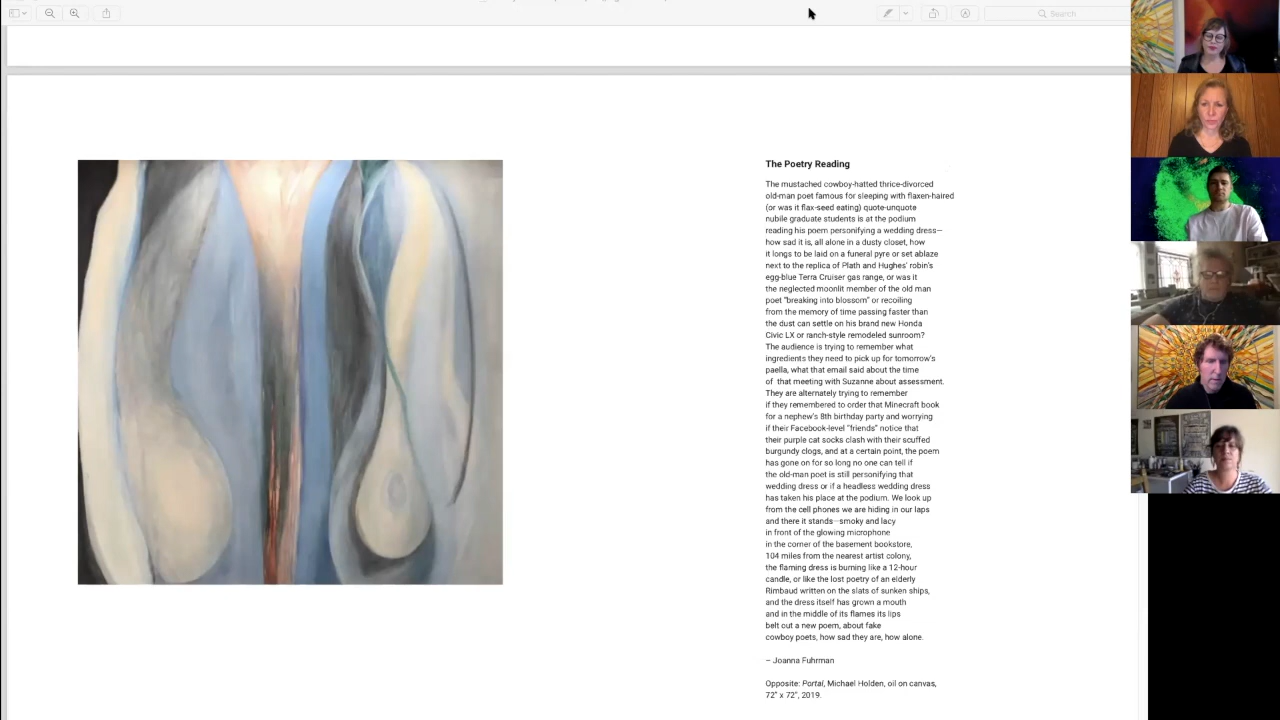 Search
The Poetry Reading
The mustached cowboy-hatted thrice-divorced
old-man poet famous for sleeping with flaxen-haired
(or was it flax-seed eating) quote-unquote
nubile graduate students is at the podium
reading his poem personifying a wedding dress—
how sad it is, all alone in a dusty closet, how
it longs to be laid on a funeral pyre or set ablaze
next to the replica of Plath and Hughes' robin's
egg-blue Terra Cruiser gas range, or was it
the neglected moonlit member of the old man
poet "breaking into blossom" or recoiling
from the memory of time passing faster than
the dust can settle on his brand new Honda
Civic LX or ranch-style remodeled sunroom?
The audience is trying to remember what
ingredients they need to pick up for tomorrow's
paella, what that email said about the time
of that meeting with Suzanne about assessment.
They are alternately trying to remember
if they remembered to order that Minecraft book
for a nephew's 8th birthday party and worrying
if their Facebook-level "friends" notice that
their purple cat socks clash with their scuffed
burgundy clogs, and at a certain point, the poem
has gone on for so long no one can tell if
the old-man poet is still personifying that
wedding dress or if a headless wedding dress
has taken his place at the podium. We look up
from the cell phones we are hiding in our laps
and there it stands—smoky and lacy
in front of the glowing microphone
in the corner of the basement bookstore,
104 miles from the nearest artist colony,
the flaming dress is burning like a 12-hour
candle, or like the lost poetry of an elderly
Rimbaud written on the slats of sunken ships,
and the dress itself has grown a mouth
and in the middle of its flames its lips
belt out a new poem, about fake
cowboy poets, how sad they are, how alone.
– Joanna Fuhrman
Opposite: Portal, Michael Holden, oil on canvas,
72" x 72", 2019.